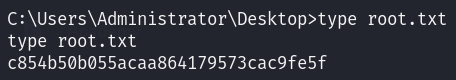 C:\Users\Administrator\Desktop>type root.txt
type root.txt
c854b50b055acaa864179573cac9fe5f